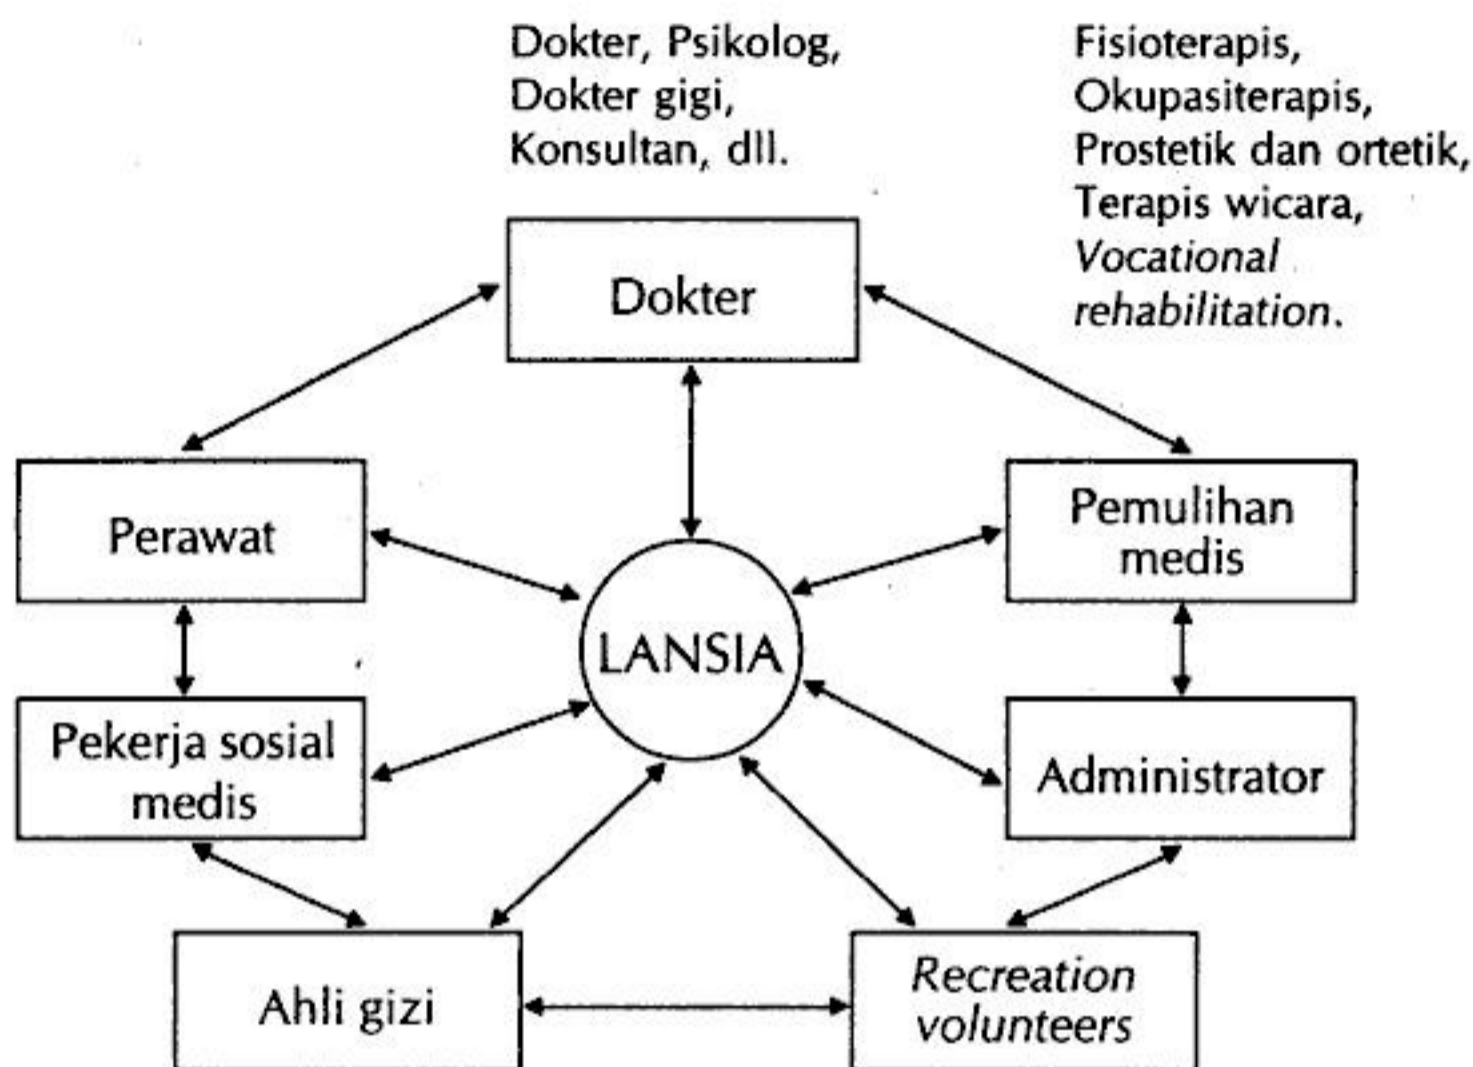 Dokter, Psikolog,
Dokter gigi,
Konsultan, dll.
Fisioterapis,
Okupasiterapis,
Prostetik dan ortetik,
Terapis wicara,
Vocational
rehabilitation.
Dokter
Perawat
Pemulihan
medis
LANSIA
Pekerja sosial
medis
Administrator
Ahli gizi
Recreation
volunteers